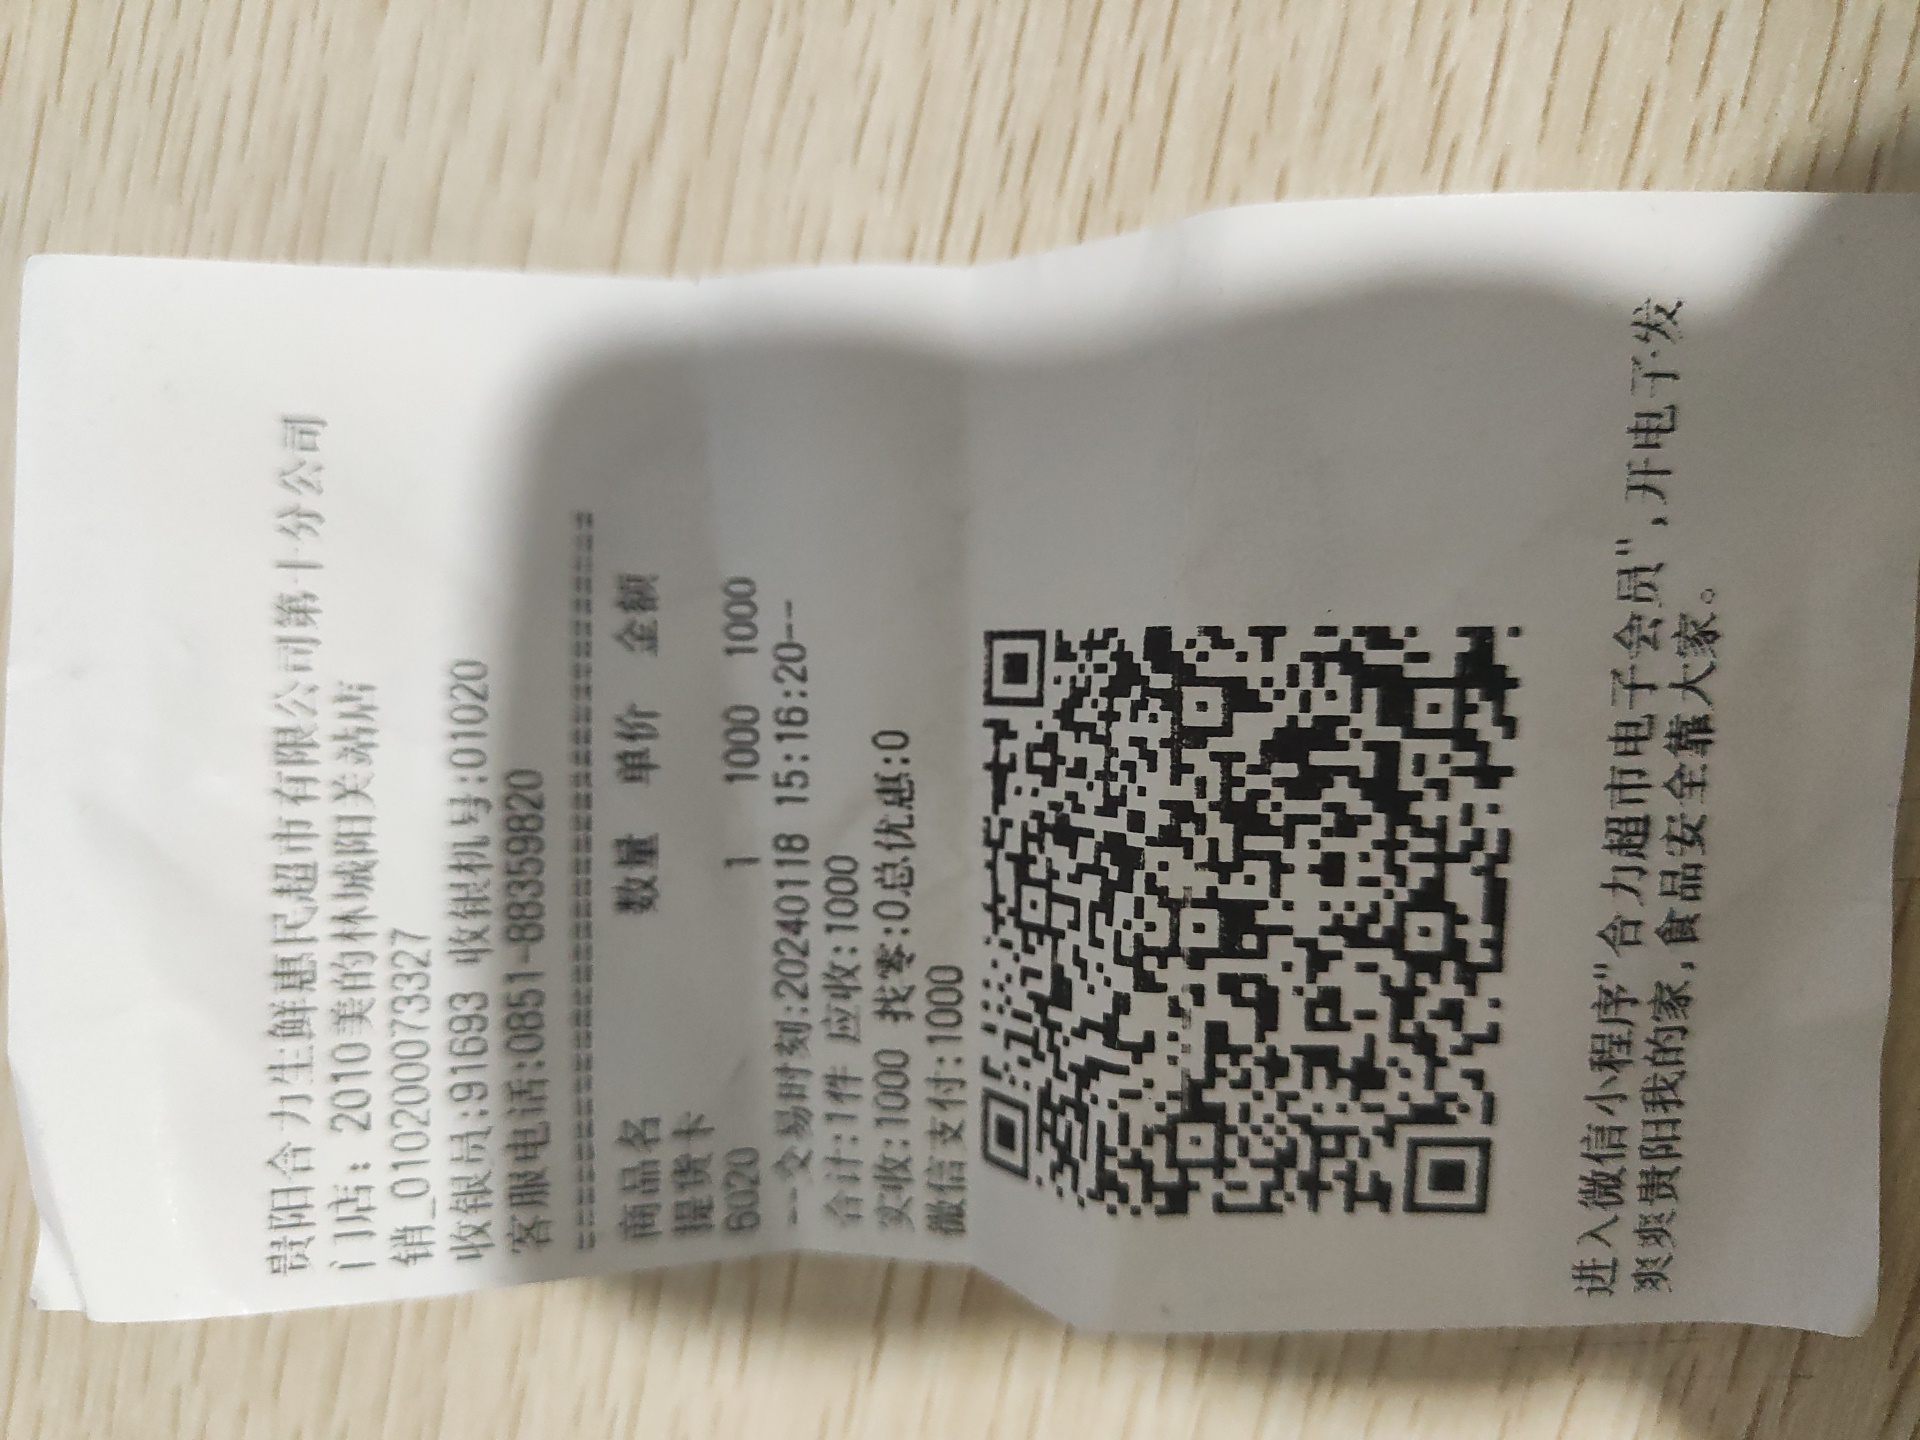 贵阳合力生鲜惠民超市有限公司第十分公司
门店: 2010美的林城阳关站店
销_0102000733​27
收银员:91693 收银机号:01020
客服电话:0851-88359820
================================
商品名 数量 单价 金额
提货卡
6020 1 1000 1000
--交易时刻:20240118 15:16:20--
合计:1件 应收:1000
实收:1000 找零:0总优惠:0
微信支付:1000
进入微信小程序"合力超市电子会员",开电子发
爽爽贵阳我的家,食品安全靠大家。